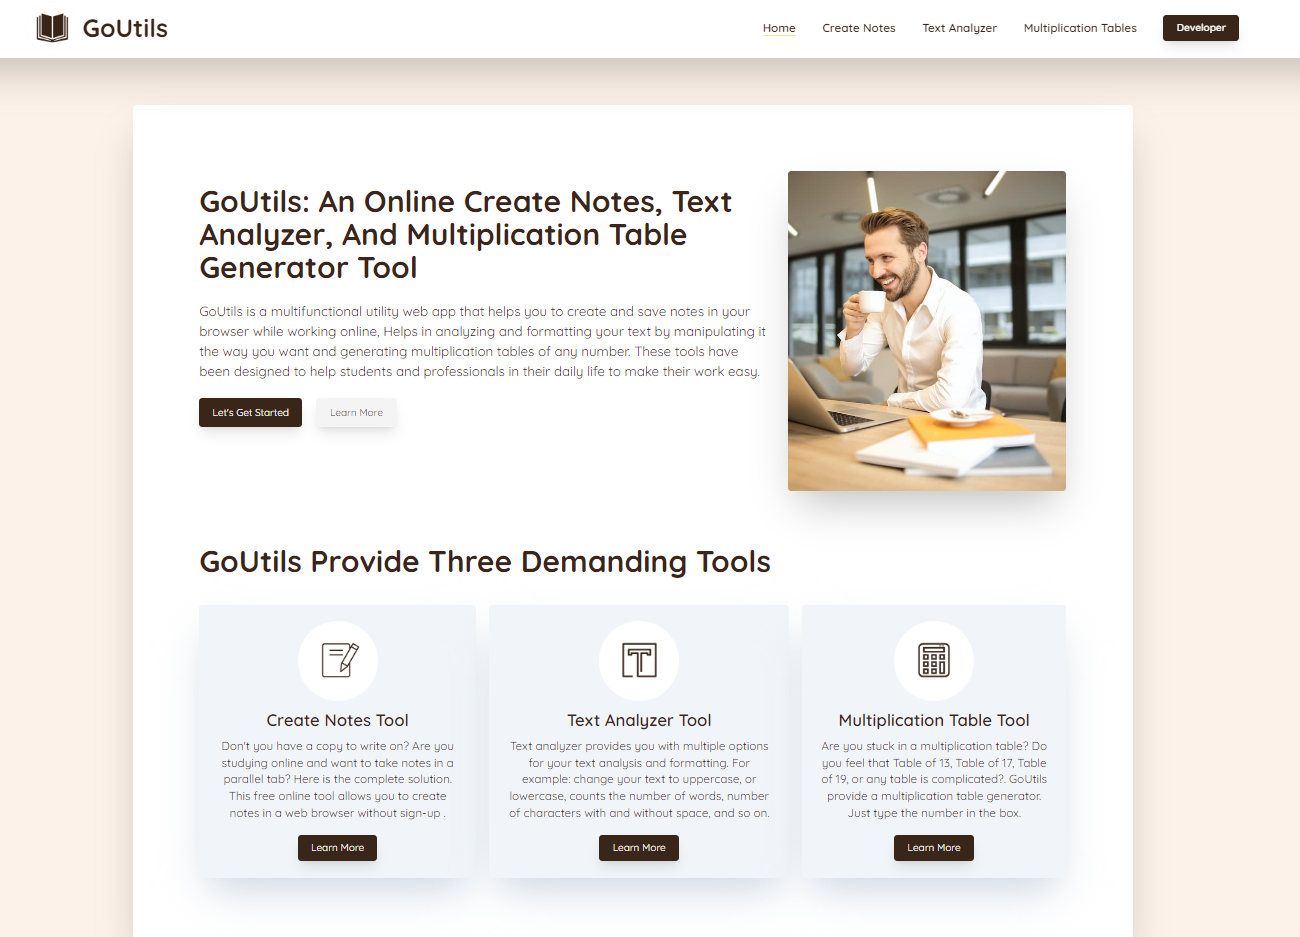 GoUtils
Home
Create Notes
Text Analyzer
Multiplication Tables
Developer
GoUtils: An Online Create Notes, Text
Analyzer, And Multiplication Table
Generator Tool
GoUtils is a multifunctional utility web app that helps you to create and save notes in your
browser while working online, Helps in analyzing and formatting your text by manipulating it
the way you want and generating multiplication tables of any number. These tools have
been designed to help students and professionals in their daily life to make their work easy.
Let's Get Started
Learn More
GoUtils Provide Three Demanding Tools
Create Notes Tool
Don't you have a copy to write on? Are you
studying online and want to take notes in a
parallel tab? Here is the complete solution.
This free online tool allows you to create
notes in a web browser without sign-up .
Learn More
Text Analyzer Tool
Text analyzer provides you with multiple options
for your text analysis and formatting. For
example: change your text to uppercase, or
lowercase, counts the number of words, number
of characters with and without space, and so on.
Learn More
Multiplication Table Tool
Are you stuck in a multiplication table? Do
you feel that Table of 13, Table of 17, Table
of 19, or any table is complicated?. GoUtils
provide a multiplication table generator.
Just type the number in the box.
Learn More